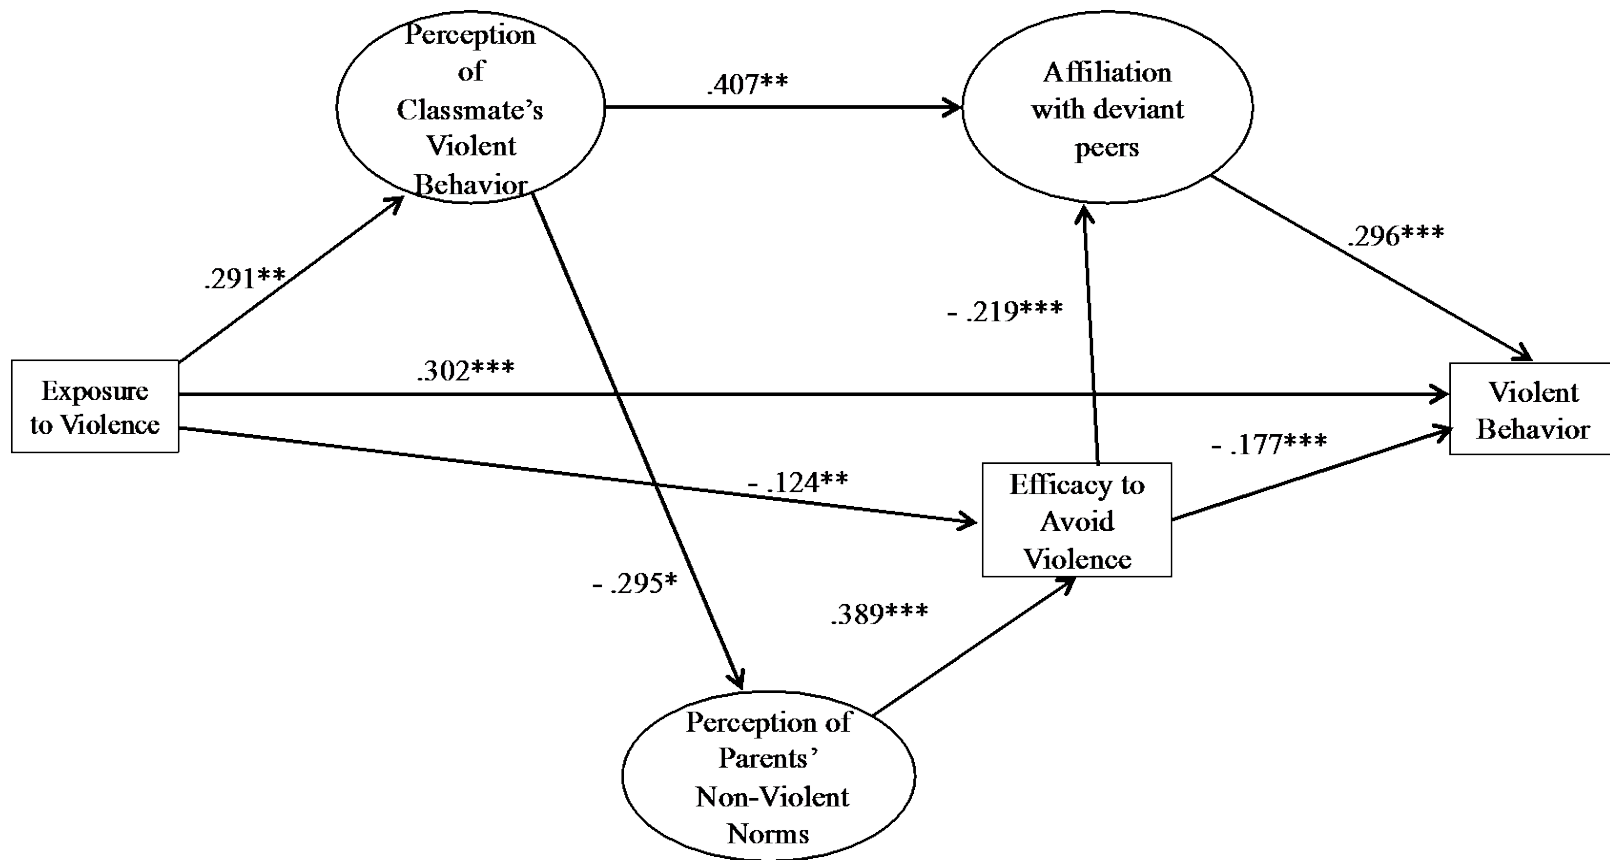 Perception
of
Classmate's
Violent
Behavior
.407**
Affiliation
with deviant
peers
.291**
.296***
- .219***
Exposure
to Violence
.302***
Violent
Behavior
- .177***
- .124**
Efficacy to
Avoid
Violence
- .295*
.389***
Perception of
Parents'
Non-Violent
Norms